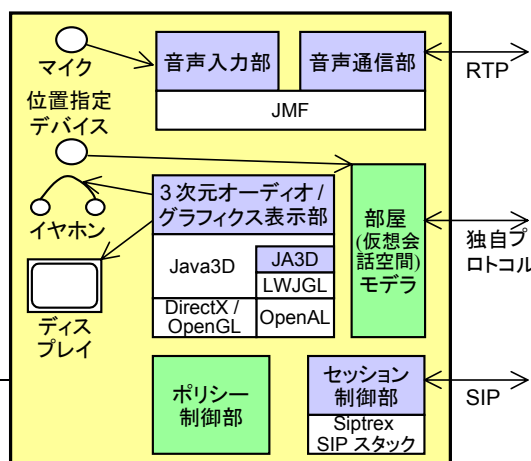 マイク
音声入力部
音声通信部
RTP
JMF
位置指定
デバイス
イヤホン
3次元オーディオ /
グラフィクス表示部
Java3D
JA3D
LWJGL
DirectX /
OpenGL
OpenAL
部屋
(仮想会
話空間)
モデラ
独自プ
ロトコル
ディス
プレイ
ポリシー
制御部
セッション
制御部
Siptrex
SIP スタック
SIP